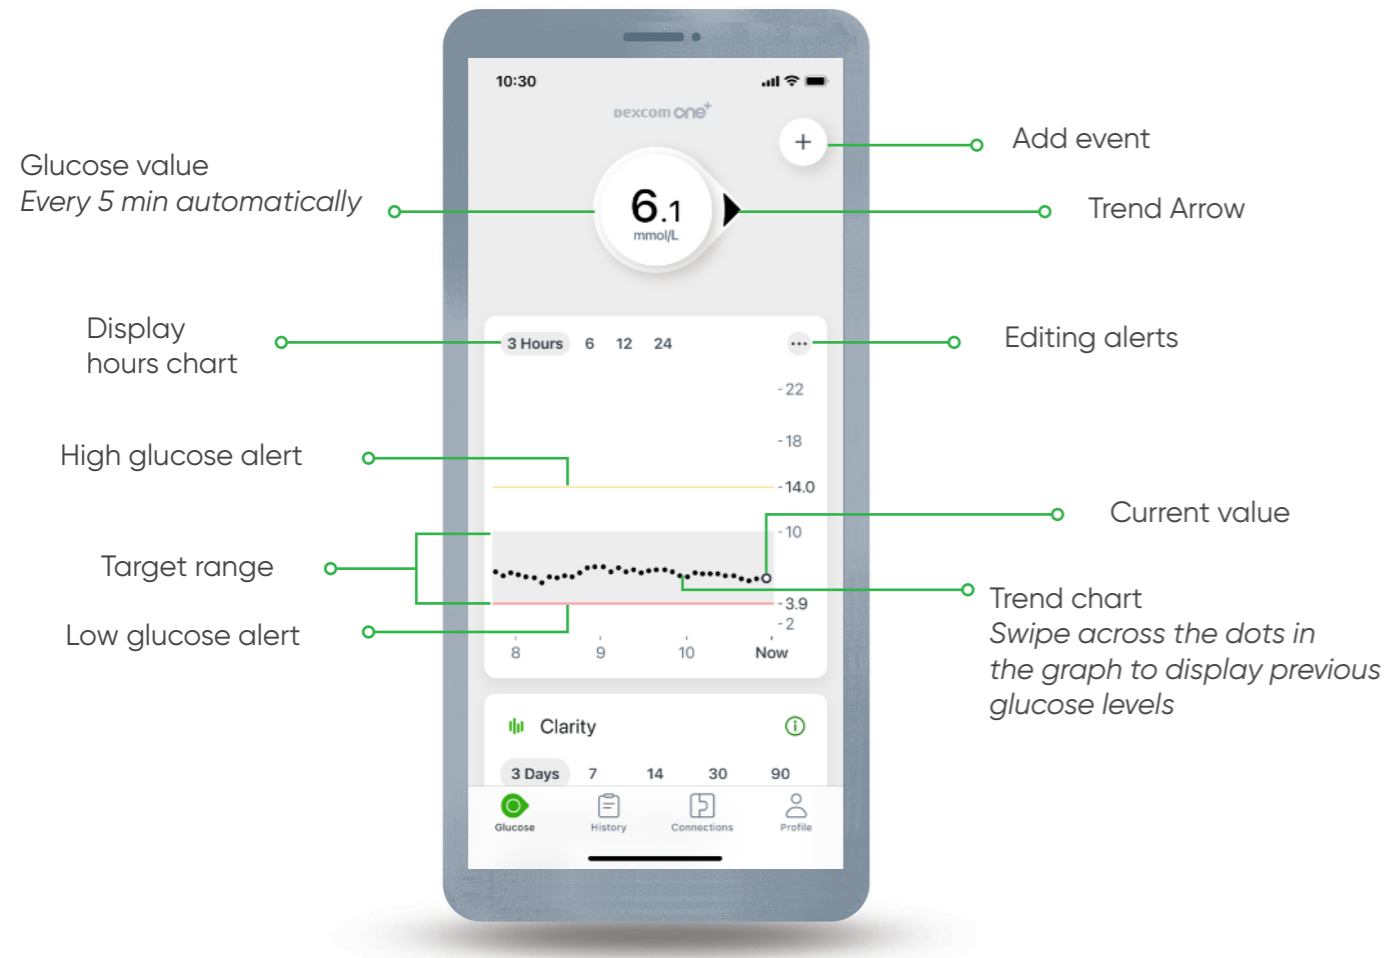 10:30
Dexcom one+
+
Add event
Glucose value
Every 5 min automatically
6.1
mmol/L
Trend Arrow
Display
hours chart
3 Hours 6 12 24
Editing alerts
22
18
High glucose alert
14.0
Current value
10
Target range
3.9
Low glucose alert
2
8 9 10 Now
Trend chart
Swipe across the dots in
the graph to display previous
glucose levels
Clarity
3 Days 7 14 30 90
Glucose History Connections Profile